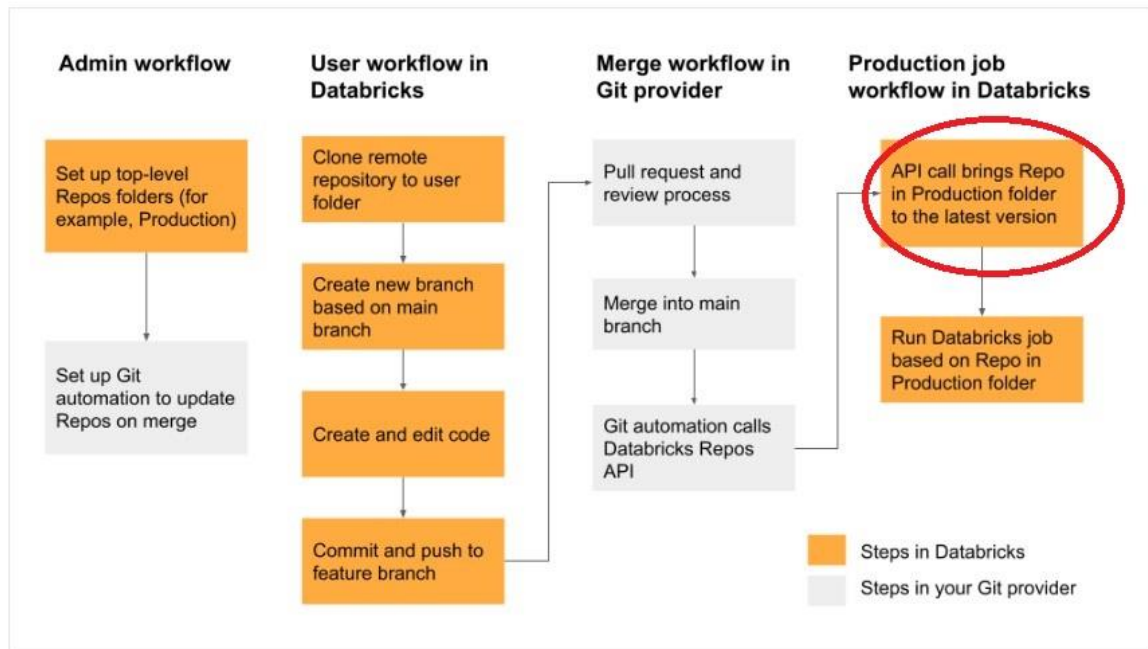 Admin workflow
Set up top-level
Repos folders (for
example, Production)
Set up Git
automation to update
Repos on merge
User workflow in
Databricks
Clone remote
repository to user
folder
Create new branch
based on main
branch
Create and edit code
Commit and push to
feature branch
Merge workflow in
Git provider
Pull request and
review process
Merge into main
branch
Git automation calls
Databricks Repos
API
Production job
workflow in Databricks
API call brings Repo
in Production folder
to the latest version
Run Databricks job
based on Repo in
Production folder
Steps in Databricks
Steps in your Git provider